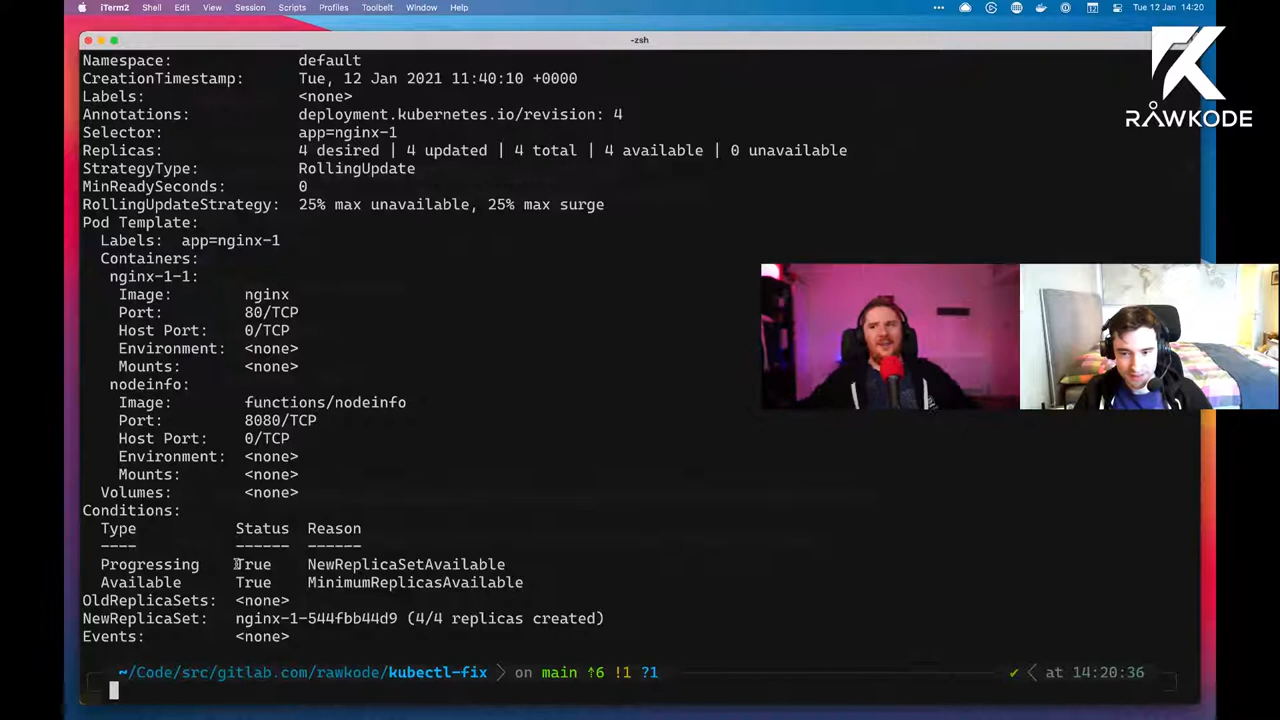 iTerm2 Shell Edit View Session Scripts Profiles Toolbelt Window Help ••• 12 Tue 12 Jan 14:20
-zsh
RAWKODE
Namespace: default
CreationTimestamp: Tue, 12 Jan 2021 11:40:10 +0000
Labels: <none>
Annotations: deployment.kubernetes.io/revision: 4
Selector: app=nginx-1
Replicas: 4 desired | 4 updated | 4 total | 4 available | 0 unavailable
StrategyType: RollingUpdate
MinReadySeconds: 0
RollingUpdateStrategy: 25% max unavailable, 25% max surge
Pod Template:
Labels: app=nginx-1
Containers:
nginx-1-1:
Image: nginx
Port: 80/TCP
Host Port: 0/TCP
Environment: <none>
Mounts: <none>
nodeinfo:
Image: functions/nodeinfo
Port: 8080/TCP
Host Port: 0/TCP
Environment: <none>
Mounts: <none>
Volumes: <none>
Conditions:
Type Status Reason
---- ------ ------
Progressing True NewReplicaSetAvailable
Available True MinimumReplicasAvailable
OldReplicaSets: <none>
NewReplicaSet: nginx-1-544fbb44d9 (4/4 replicas created)
Events: <none>
~/Code/src/gitlab.com/rawkode/kubectl-fix on main ↑6 !1 ?1 ✔ at 14:20:36